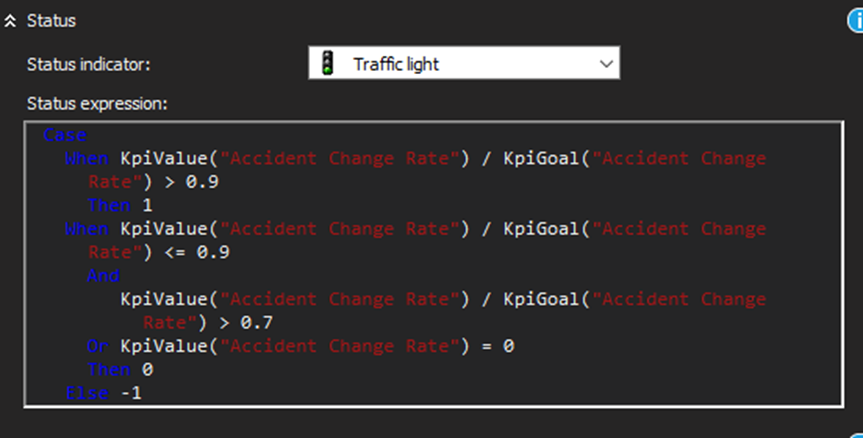 Status
Status indicator:
Traffic light
Status expression:
Case
When KpiValue("Accident Change Rate") / KpiGoal("Accident Change
Rate") > 0.9
Then 1
When KpiValue("Accident Change Rate") / KpiGoal("Accident Change
Rate") <= 0.9
And
KpiValue("Accident Change Rate") / KpiGoal("Accident Change
Rate") > 0.7
Or KpiValue("Accident Change Rate") = 0
Then 0
Else -1